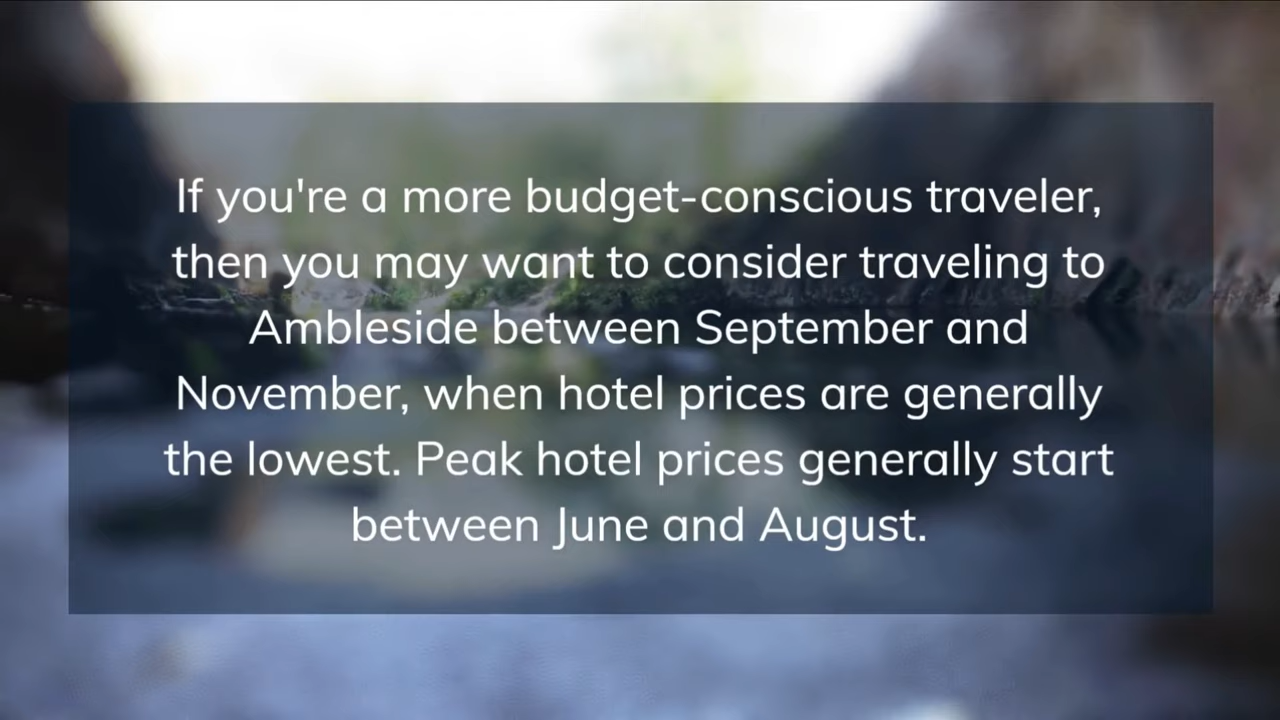 If you're a more budget-conscious traveler,
then you may want to consider traveling to
Ambleside between September and
November, when hotel prices are generally
the lowest. Peak hotel prices generally start
between June and August.